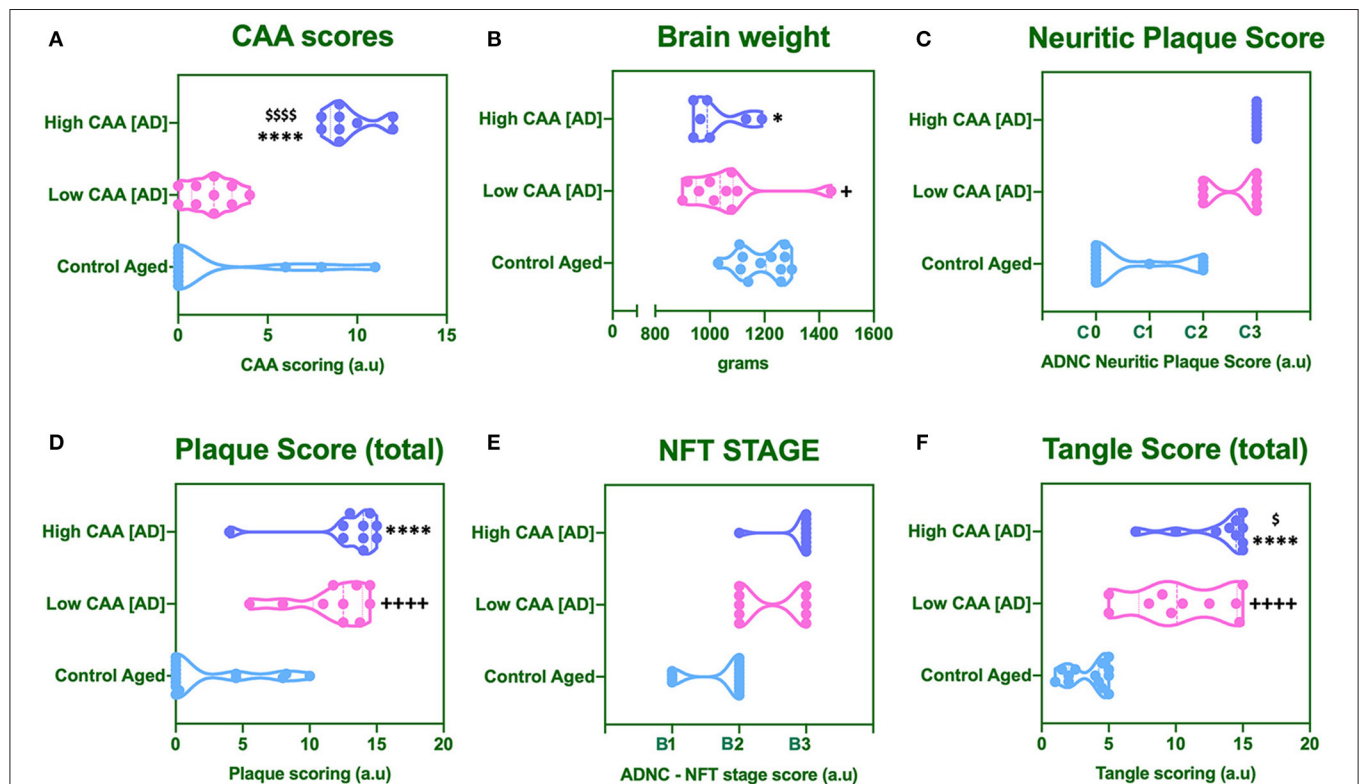 A
CAA scores
High CAA [AD]
$$$$
****
Low CAA [AD]
Control Aged
0 5 10 15
CAA scoring (a.u)
B
Brain weight
High CAA [AD]
*
Low CAA [AD]
+
Control Aged
0 800 1000 1200 1400 1600
grams
C
Neuritic Plaque Score
High CAA [AD]
Low CAA [AD]
Control Aged
C0 C1 C2 C3
ADNC Neuritic Plaque Score (a.u)
D
Plaque Score (total)
High CAA [AD]
****
Low CAA [AD]
++++
Control Aged
0 5 10 15 20
Plaque scoring (a.u)
E
NFT STAGE
High CAA [AD]
Low CAA [AD]
Control Aged
B1 B2 B3
ADNC - NFT stage score (a.u)
F
Tangle Score (total)
High CAA [AD]
$
****
Low CAA [AD]
++++
Control Aged
0 5 10 15 20
Tangle scoring (a.u)